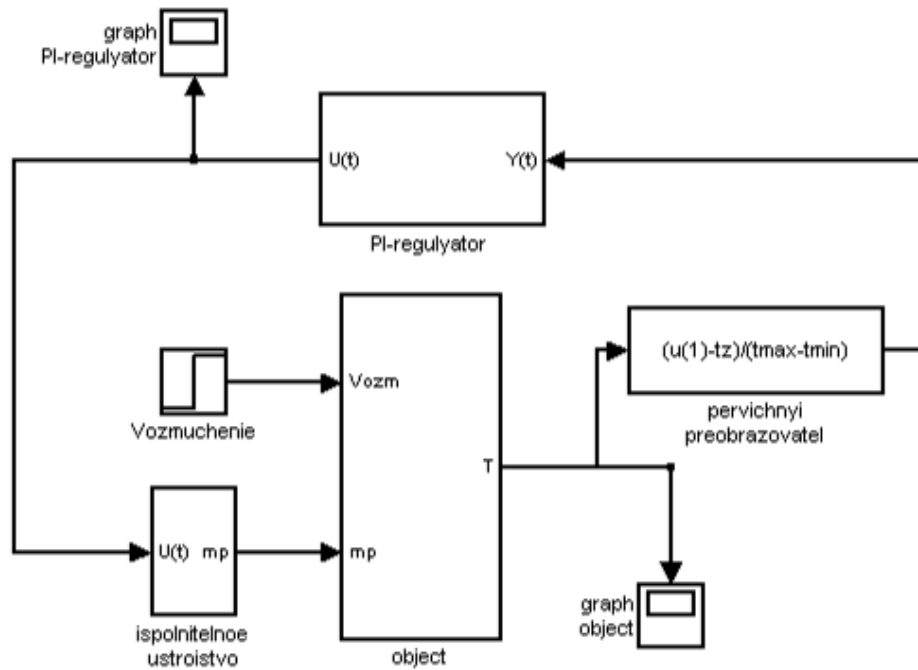 graph
PI-regulyator
U(t)
Y(t)
PI-regulyator
(u(1)-tz)/(tmax-tmin)
pervichnyi
preobrazovatel
Vozm
Vozmuchenie
T
U(t)
mp
mp
ispolnitelnoe
ustroistvo
object
graph
object